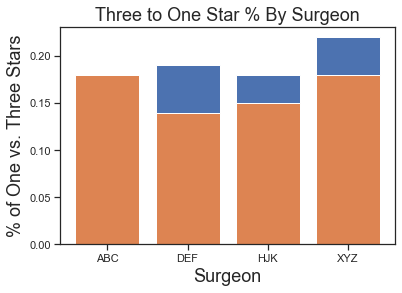 Three to One Star % By Surgeon
% of One vs. Three Stars
0.20
0.15
0.10
0.05
0.00
ABC DEF HJK XYZ
Surgeon